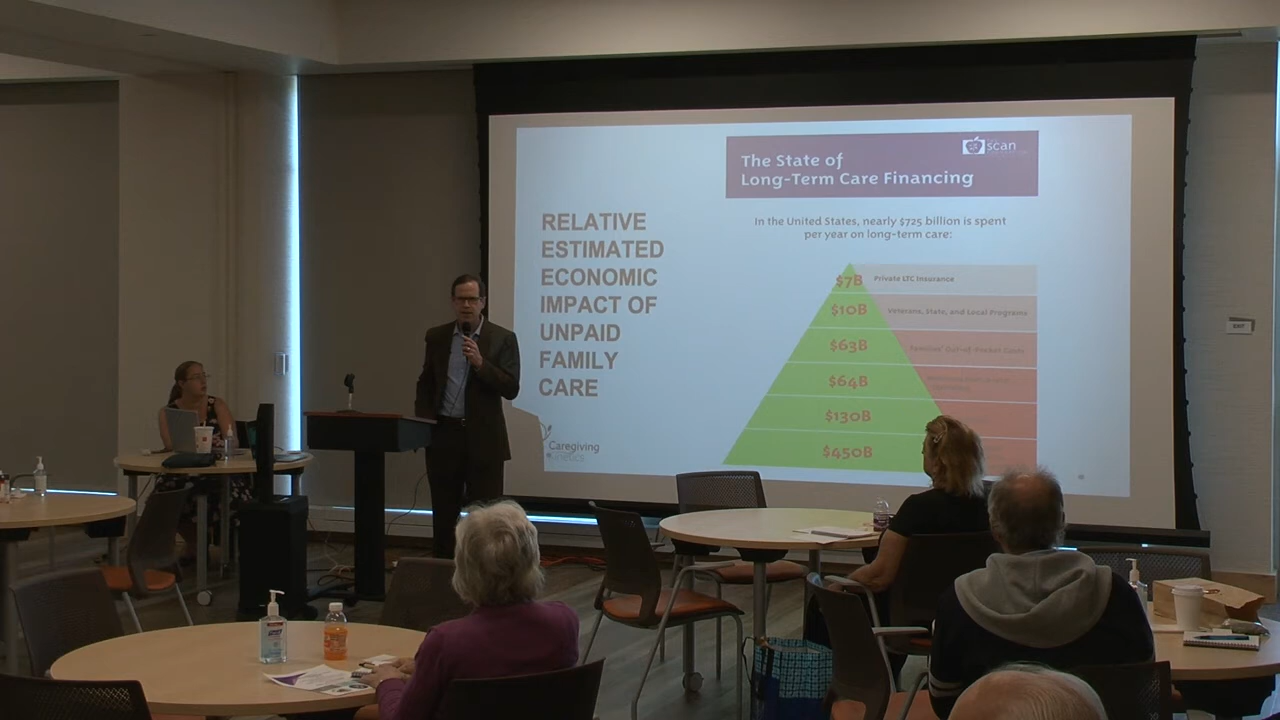 scan
The State of
Long-Term Care Financing
In the United States, nearly $725 billion is spent
per year on long-term care:
RELATIVE
ESTIMATED
ECONOMIC
IMPACT OF
UNPAID
FAMILY
CARE
$7B Private LTC Insurance
$10B Veterans, State, and Local Programs
$63B Families' Out-of-Pocket Costs
$64B
$130B
$450B
Caregiving
Kinetics
EXIT